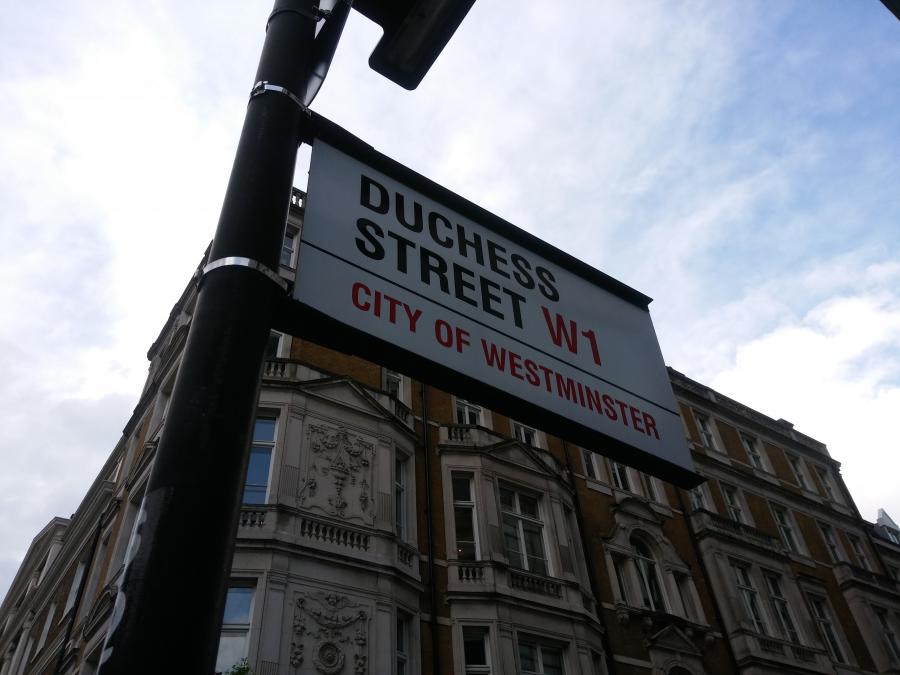 DUCHESS
STREET W1
CITY OF WESTMINSTER